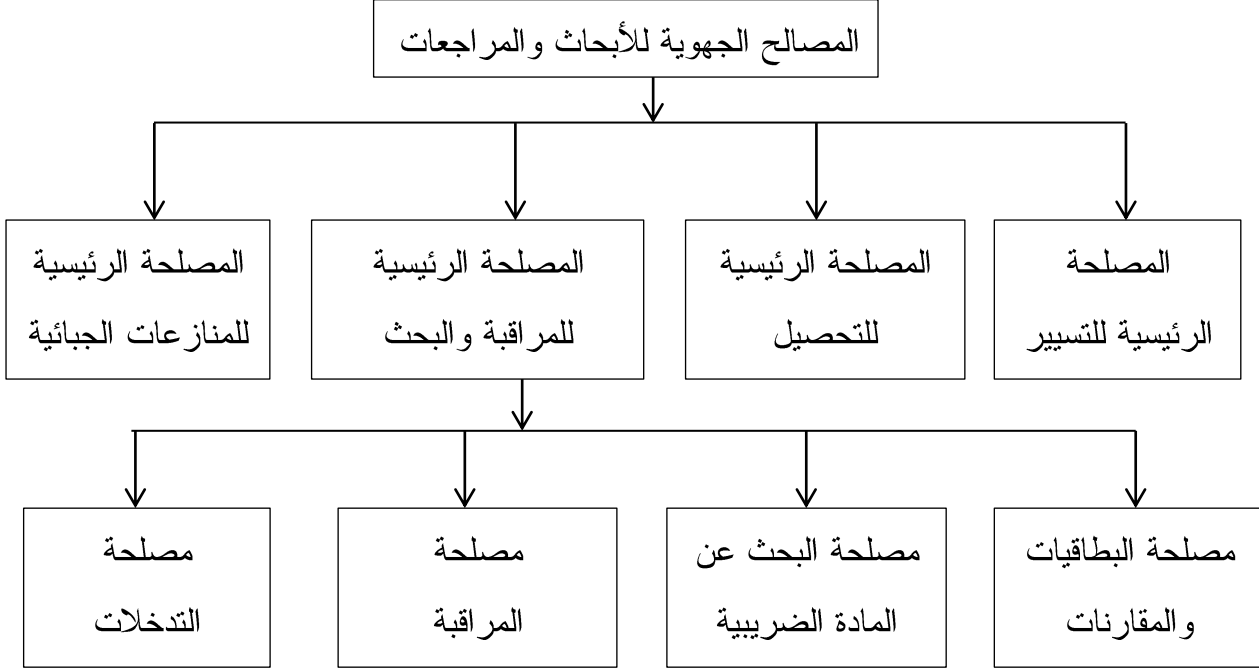 المصالح الجهوية للأبحاث والمراجعات
المصلحة
الرئيسية للتسيير
المصلحة الرئيسية
للتحصيل
المصلحة الرئيسية
للمراقبة والبحث
المصلحة الرئيسية
للمنازعات الجبائية
مصلحة البطاقيات
والمقارنات
مصلحة البحث عن
المادة الضريبية
مصلحة
المراقبة
مصلحة
التدخلات